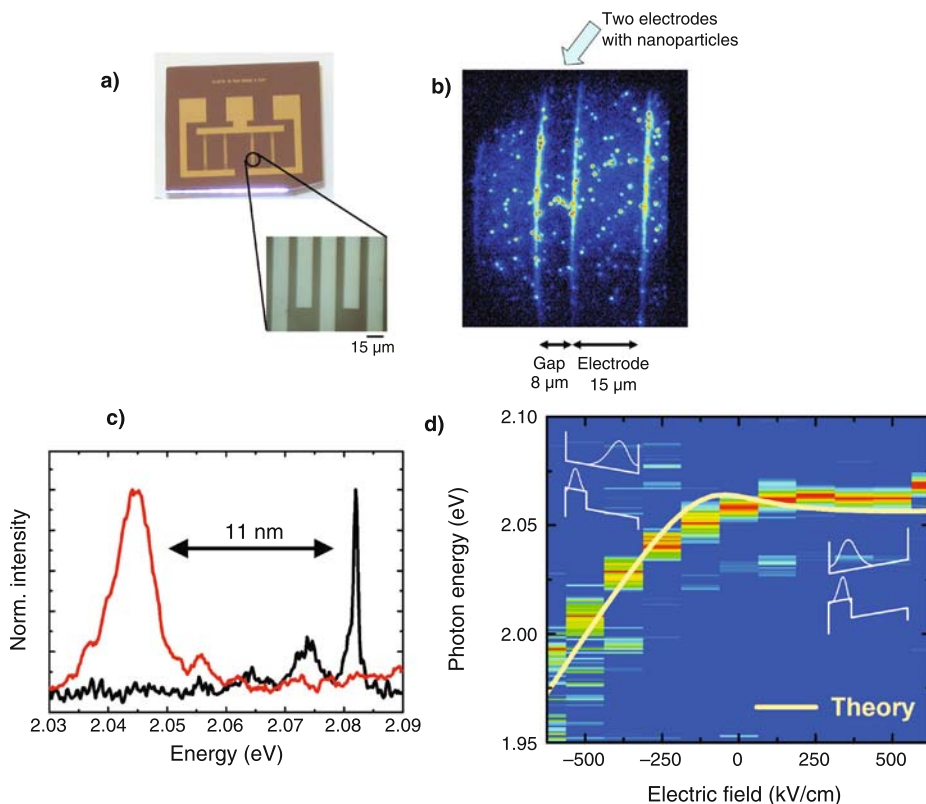 Two electrodes
with nanoparticles
a)
b)
15 µm
Gap
8 µm
Electrode
15 µm
c)
11 nm
Norm. intensity
2.03 2.04 2.05 2.06 2.07 2.08 2.09
Energy (eV)
d)
2.10
2.05
2.00
1.95
Photon energy (eV)
Theory
–500 –250 0 250 500
Electric field (kV/cm)